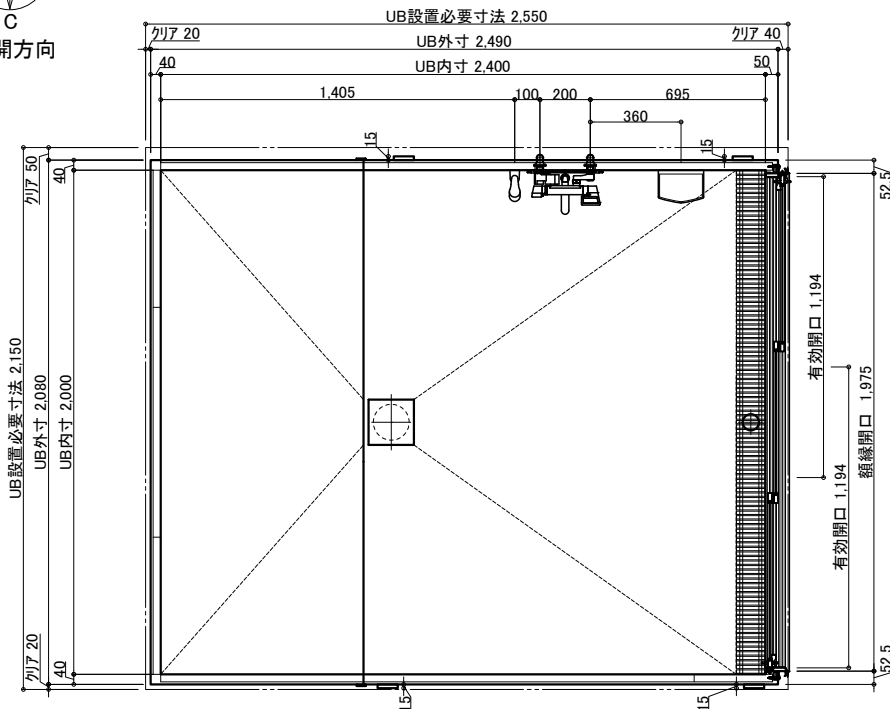 C
開方向
UB設置必要寸法 2,550
クリア 20
UB外寸 2,490
クリア 40
40
UB内寸 2,400
50
1,405
100
200
695
360
15
15
クリア 50
40
52.5
UB設置必要寸法 2,150
UB外寸 2,080
UB内寸 2,000
有効開口 1,194
額縁開口 1,975
有効開口 1,194
クリア 20
40
15
15
52.5